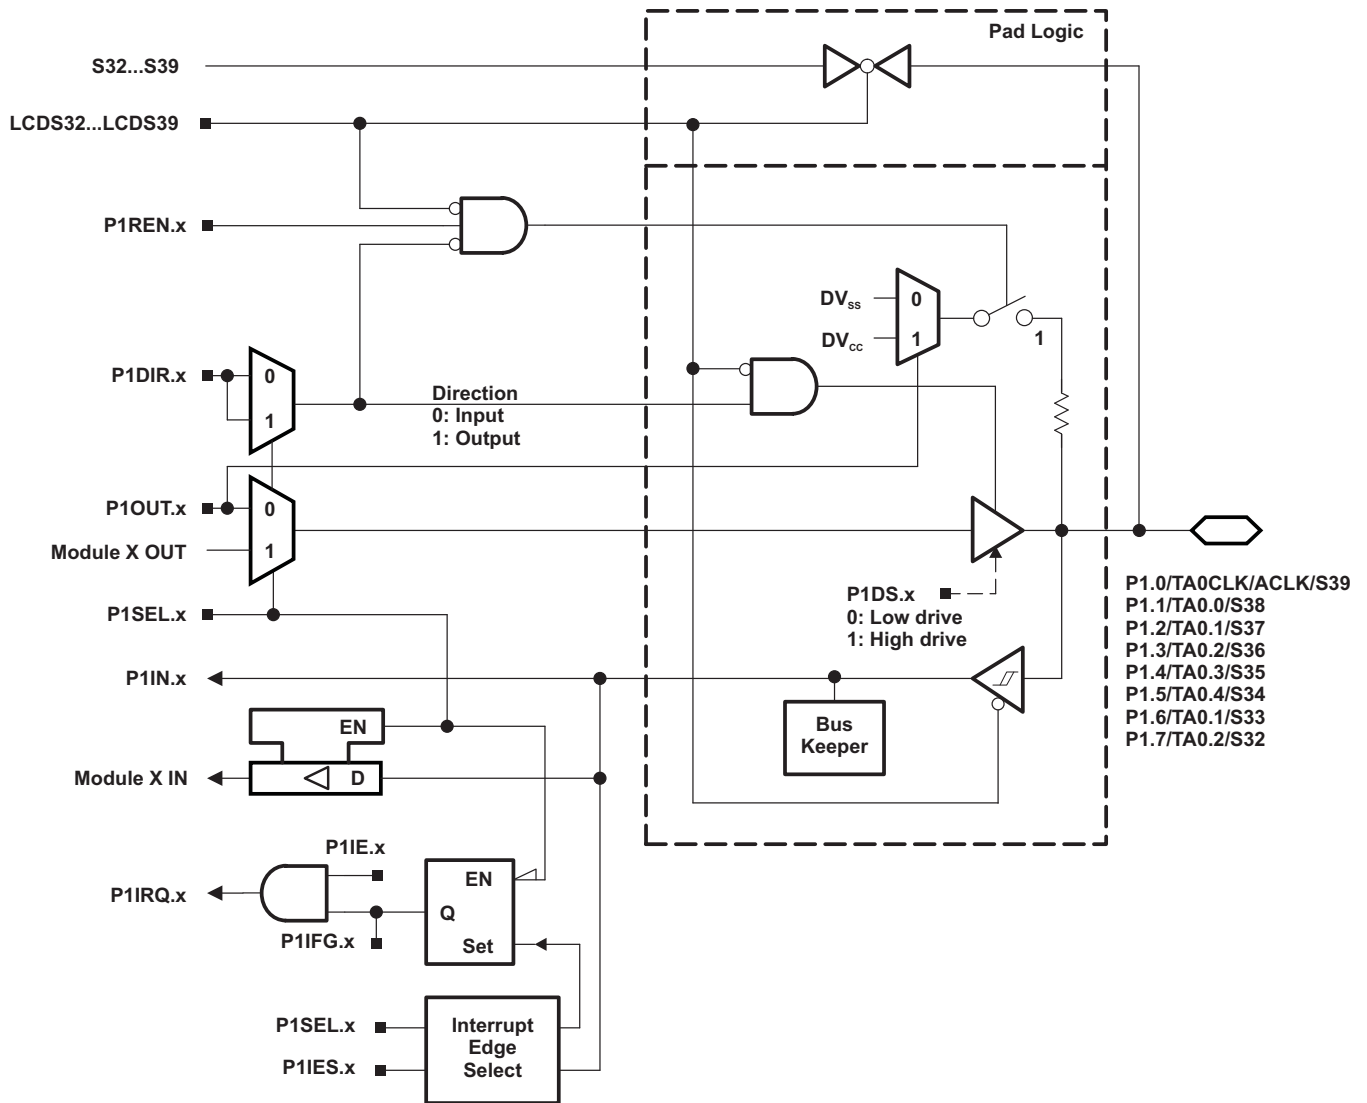 Pad Logic
S32...S39
LCDS32...LCDS39
P1REN.x
DVSS
0
DVCC
1
1
P1DIR.x
0
1
Direction
0: Input
1: Output
P1OUT.x
0
Module X OUT
1
P1DS.x
0: Low drive
1: High drive
P1SEL.x
P1.0/TA0CLK/ACLK/S39
P1.1/TA0.0/S38
P1.2/TA0.1/S37
P1.3/TA0.2/S36
P1.4/TA0.3/S35
P1.5/TA0.4/S34
P1.6/TA0.1/S33
P1.7/TA0.2/S32
P1IN.x
Bus
Keeper
EN
Module X IN
D
P1IE.x
P1IRQ.x
EN
Q
P1IFG.x
Set
P1SEL.x
P1IES.x
Interrupt
Edge
Select